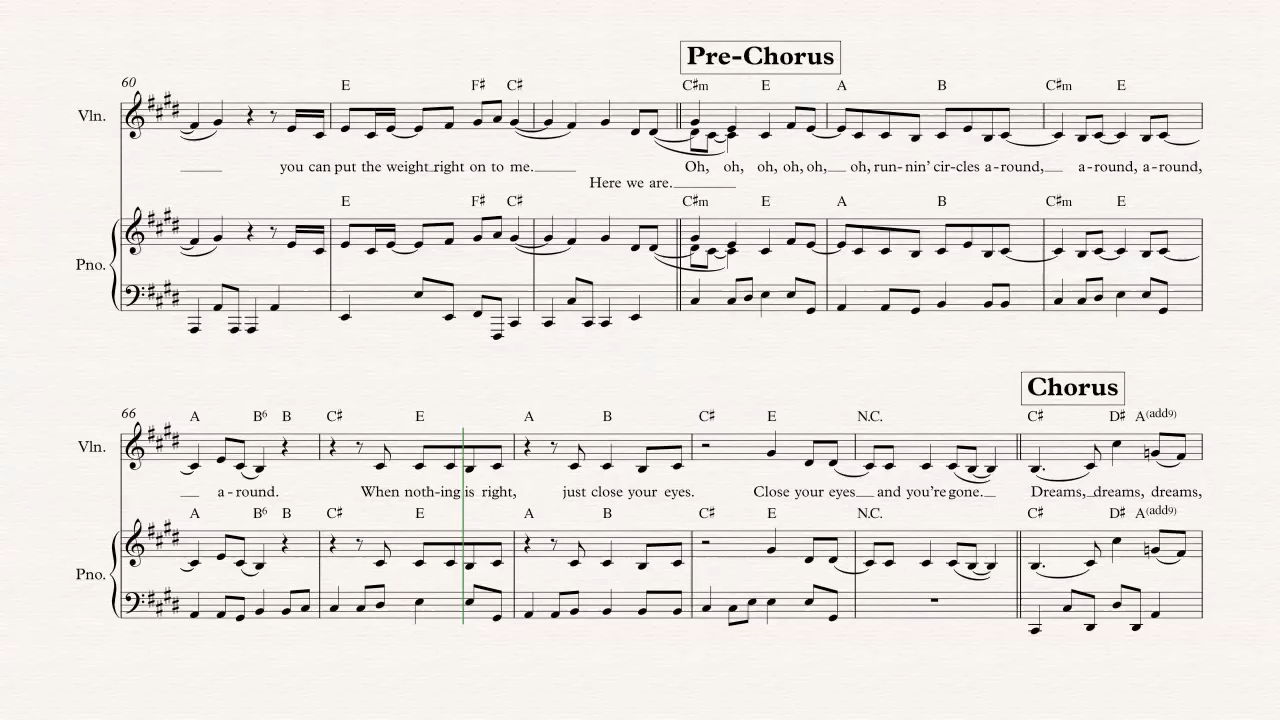 Pre-Chorus
60
E F♯ C♯ C♯m E A B C♯m E
Vln.
you can put the weight right on to me. Oh, oh, oh, oh, oh, oh, run-nin' cir-cles a-round, a-round, a-round,
Here we are.
E F♯ C♯ C♯m E A B C♯m E
Pno.
Chorus
66
A B6 B C♯ E A B C♯ E N.C. C♯ D♯ A(add9)
Vln.
a-round. When noth-ing is right, just close your eyes. Close your eyes and you're gone. Dreams, dreams, dreams,
A B6 B C♯ E A B C♯ E N.C. C♯ D♯ A(add9)
Pno.